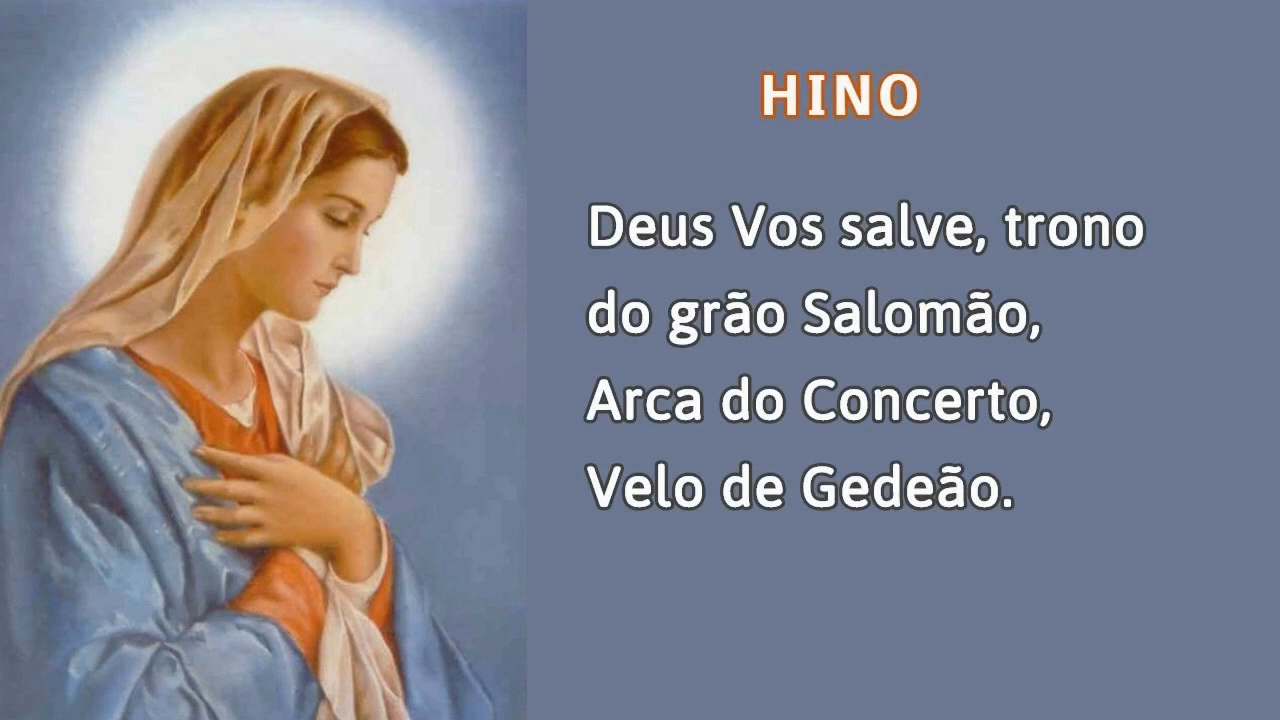 HINO
Deus Vos salve, trono
do grão Salomão,
Arca do Concerto,
Velo de Gedeão.